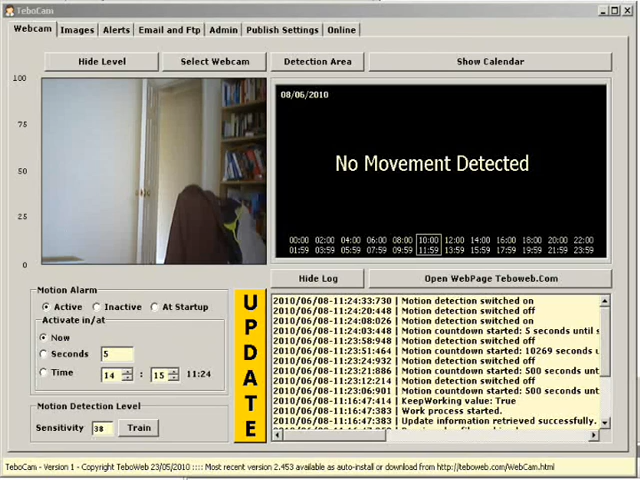 TeboCam
Webcam Images Alerts Email and Ftp Admin Publish Settings Online
Hide Level Select Webcam Detection Area Show Calendar
100
75
50
25
0
08/06/2010
No Movement Detected
00:00 02:00 04:00 06:00 08:00 10:00 12:00 14:00 16:00 18:00 20:00 22:00
01:59 03:59 05:59 07:59 09:59 11:59 13:59 15:59 17:59 19:59 21:59 23:59
Hide Log Open WebPage Teboweb.Com
Motion Alarm
Active Inactive At Startup
Activate in/at
Now
Seconds 5
Time 14 : 15 11:24
Motion Detection Level
Sensitivity 38 Train
UPDATE
2010/06/08-11:24:33:730 | Motion detection switched on
2010/06/08-11:24:20:448 | Motion detection switched off
2010/06/08-11:24:08:026 | Motion detection switched on
2010/06/08-11:24:03:448 | Motion countdown started: 5 seconds until s
2010/06/08-11:23:58:948 | Motion detection switched off
2010/06/08-11:23:51:464 | Motion countdown started: 10269 seconds
2010/06/08-11:23:24:932 | Motion detection switched off
2010/06/08-11:23:21:886 | Motion countdown started: 500 seconds unt
2010/06/08-11:23:12:214 | Motion detection switched off
2010/06/08-11:23:06:901 | Motion countdown started: 500 seconds unt
2010/06/08-11:16:47:414 | KeepWorking value: True
2010/06/08-11:16:47:383 | Work process started.
2010/06/08-11:16:47:383 | Update information retrieved successfully.
TeboCam - Version 1 - Copyright TeboWeb 23/05/2010 :::: Most recent version 2.453 available as auto-install or download from http://teboweb.com/WebCam.html